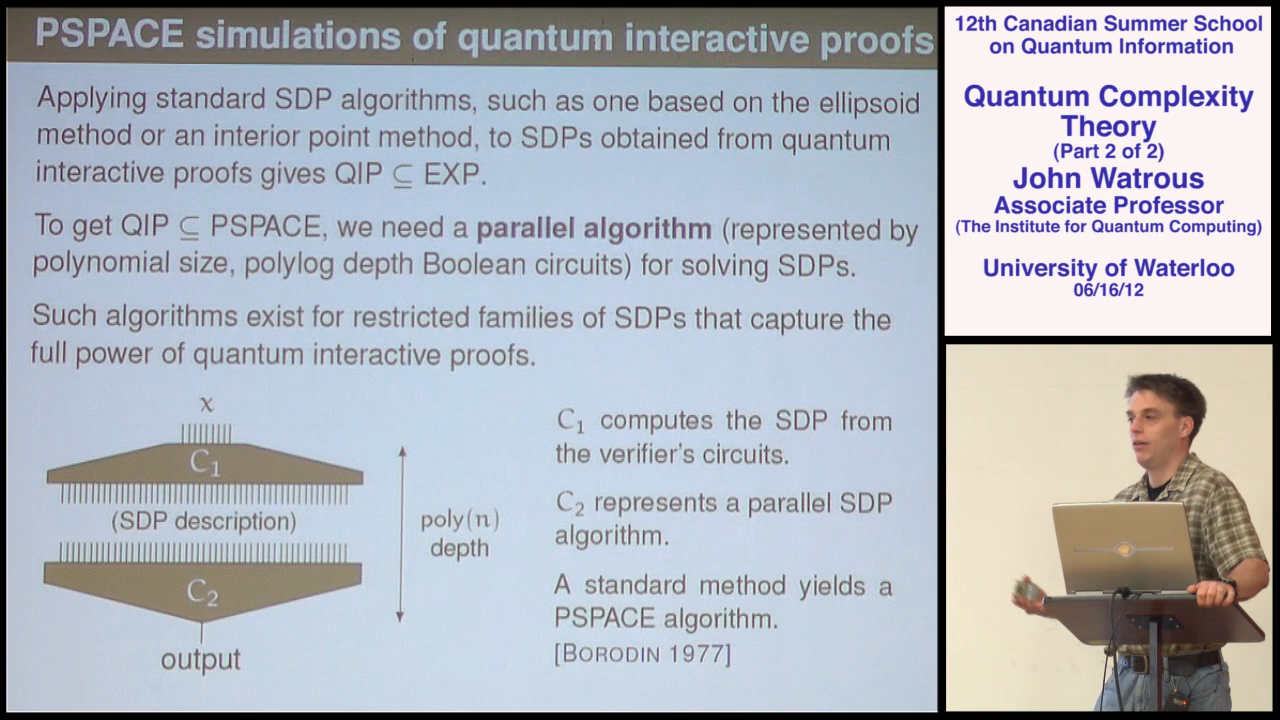 PSPACE simulations of quantum interactive proofs
Applying standard SDP algorithms, such as one based on the ellipsoid
method or an interior point method, to SDPs obtained from quantum
interactive proofs gives QIP ⊆ EXP.
To get QIP ⊆ PSPACE, we need a parallel algorithm (represented by
polynomial size, polylog depth Boolean circuits) for solving SDPs.
Such algorithms exist for restricted families of SDPs that capture the
full power of quantum interactive proofs.
x
C₁
(SDP description)
C₂
output
poly(n)
depth
C₁ computes the SDP from
the verifier's circuits.
C₂ represents a parallel SDP
algorithm.
A standard method yields a
PSPACE algorithm.
[BORODIN 1977]
12th Canadian Summer School
on Quantum Information
Quantum Complexity
Theory
(Part 2 of 2)
John Watrous
Associate Professor
(The Institute for Quantum Computing)
University of Waterloo
06/16/12